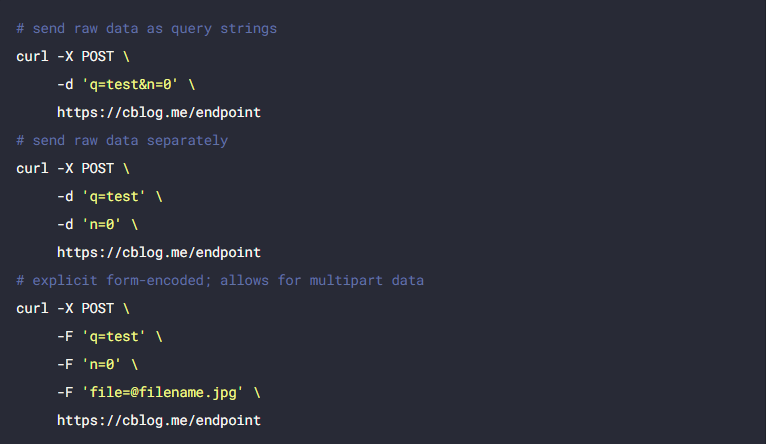 # send raw data as query strings
curl -X POST \
     -d 'q=test&n=0' \
     https://cblog.me/endpoint
# send raw data separately
curl -X POST \
     -d 'q=test' \
     -d 'n=0' \
     https://cblog.me/endpoint
# explicit form-encoded; allows for multipart data
curl -X POST \
     -F 'q=test' \
     -F 'n=0' \
     -F 'file=@filename.jpg' \
     https://cblog.me/endpoint